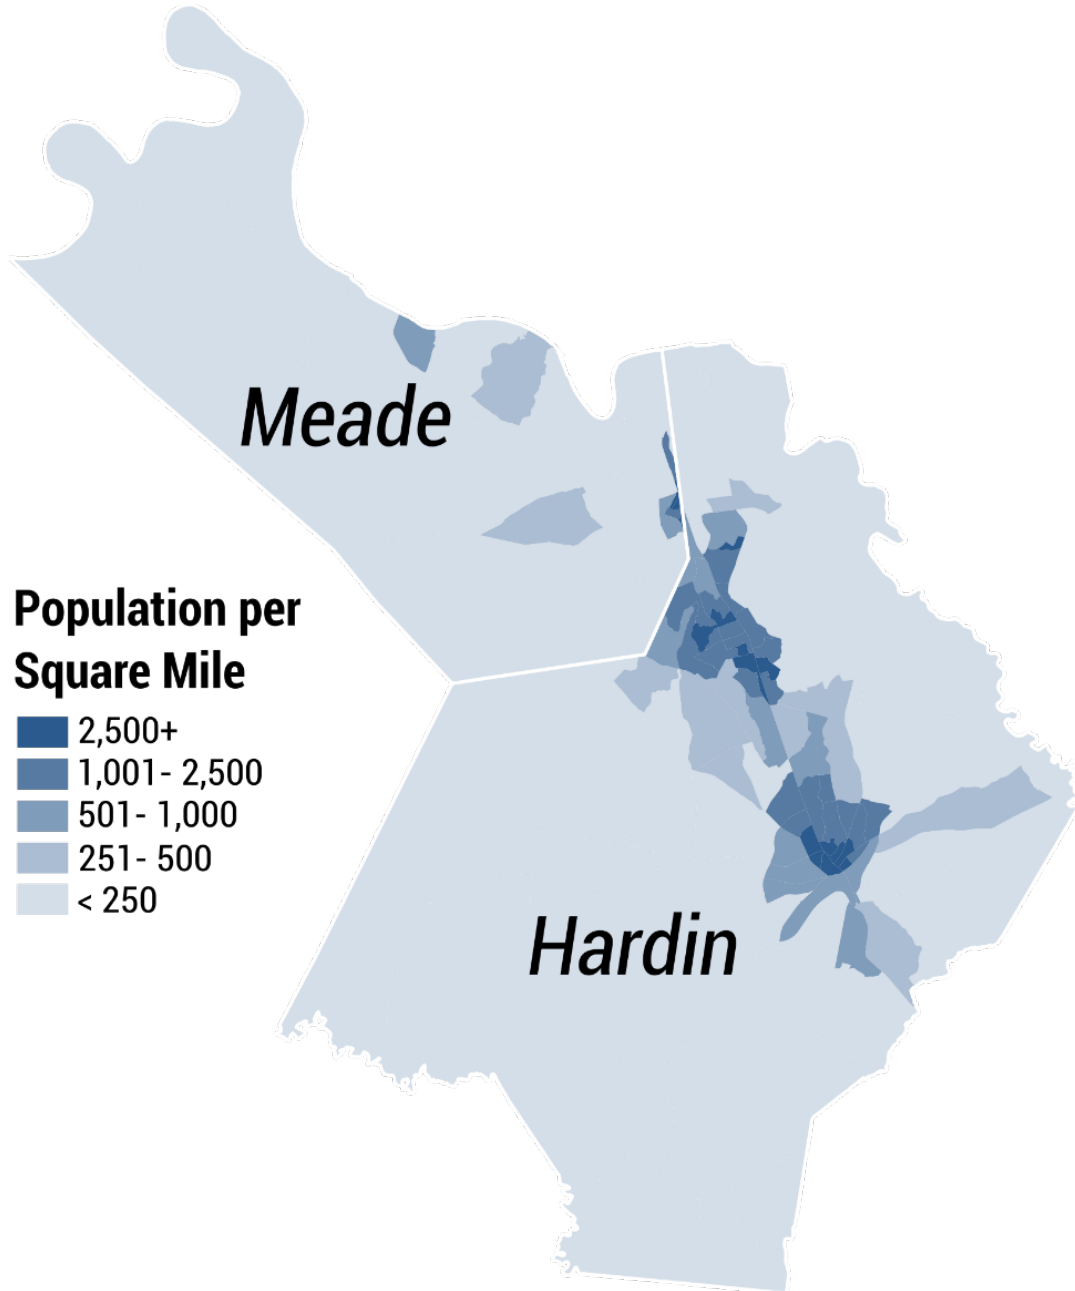 Meade
Population per
Square Mile
2,500+
1,001- 2,500
501- 1,000
251- 500
< 250
Hardin